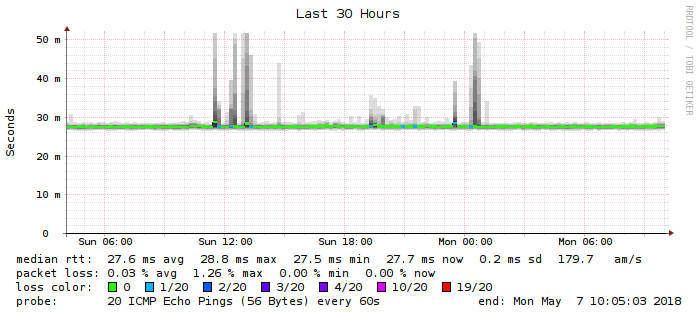 Last 30 Hours
RRDTOOL / TOBI OETIKER
Seconds
50 m
40 m
30 m
20 m
10 m
0
Sun 06:00 Sun 12:00 Sun 18:00 Mon 00:00 Mon 06:00
median rtt: 27.6 ms avg 28.8 ms max 27.5 ms min 27.7 ms now 0.2 ms sd 179.7 am/s
packet loss: 0.03 % avg 1.26 % max 0.00 % min 0.00 % now
loss color: 0 1/20 2/20 3/20 4/20 10/20 19/20
probe: 20 ICMP Echo Pings (56 Bytes) every 60s end: Mon May 7 10:05:03 2018